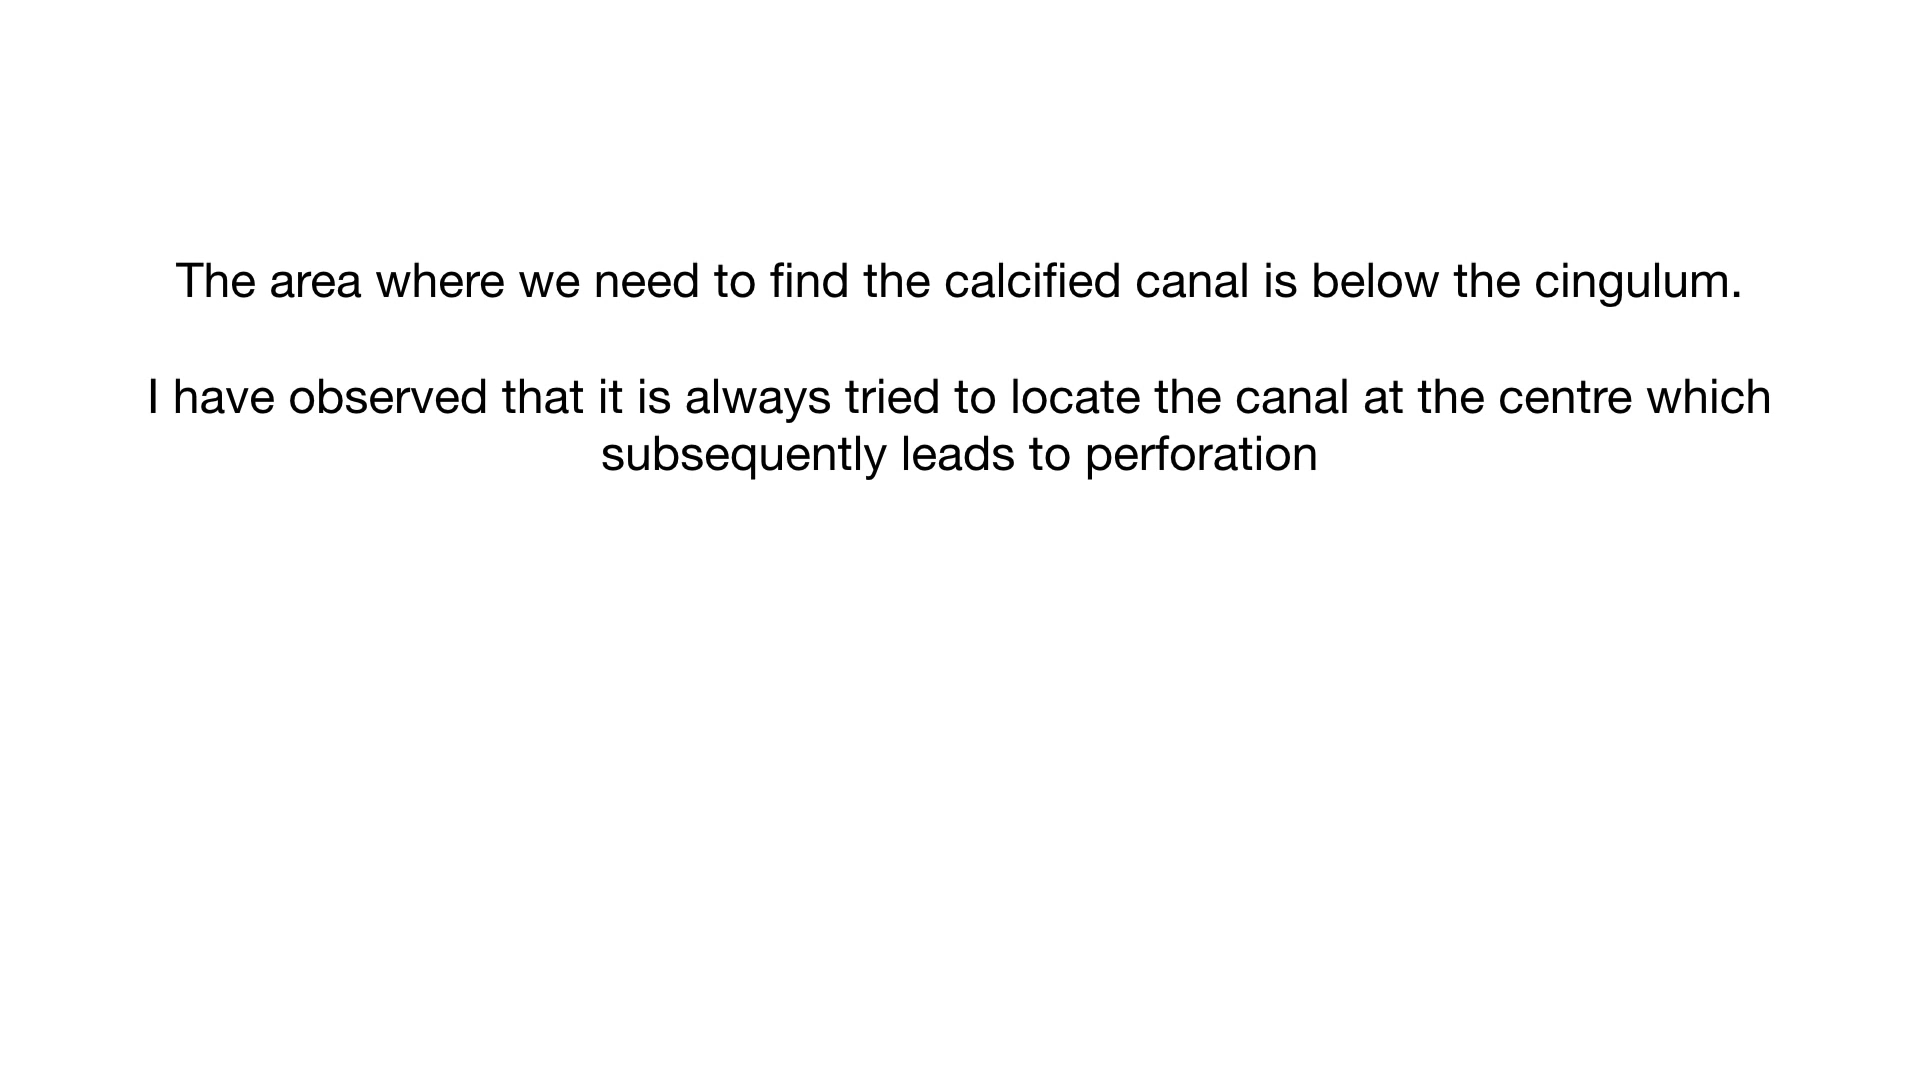 The area where we need to find the calcified canal is below the cingulum.
I have observed that it is always tried to locate the canal at the centre which
subsequently leads to perforation